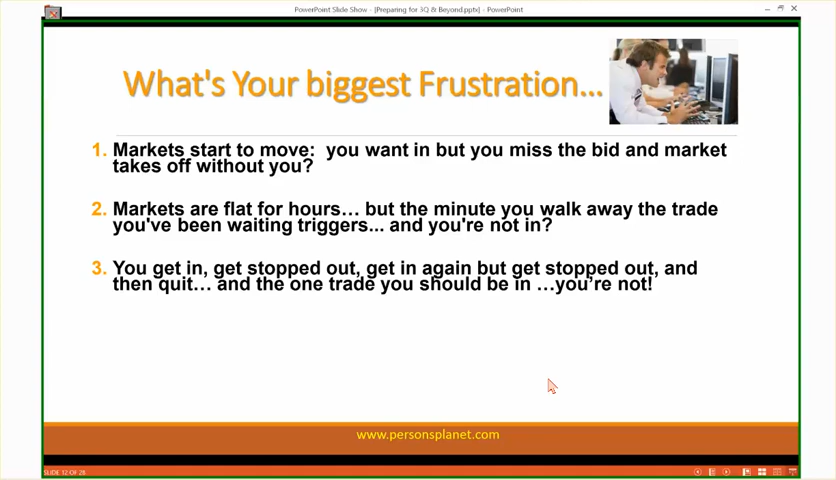 PowerPoint Slide Show - [Preparing for 3Q & Beyond.pptx] - PowerPoint
What's Your biggest Frustration...
1. Markets start to move: you want in but you miss the bid and market
takes off without you?
2. Markets are flat for hours… but the minute you walk away the trade
you've been waiting triggers... and you're not in?
3. You get in, get stopped out, get in again but get stopped out, and
then quit… and the one trade you should be in …you're not!
www.personsplanet.com
SLIDE 12 OF 28